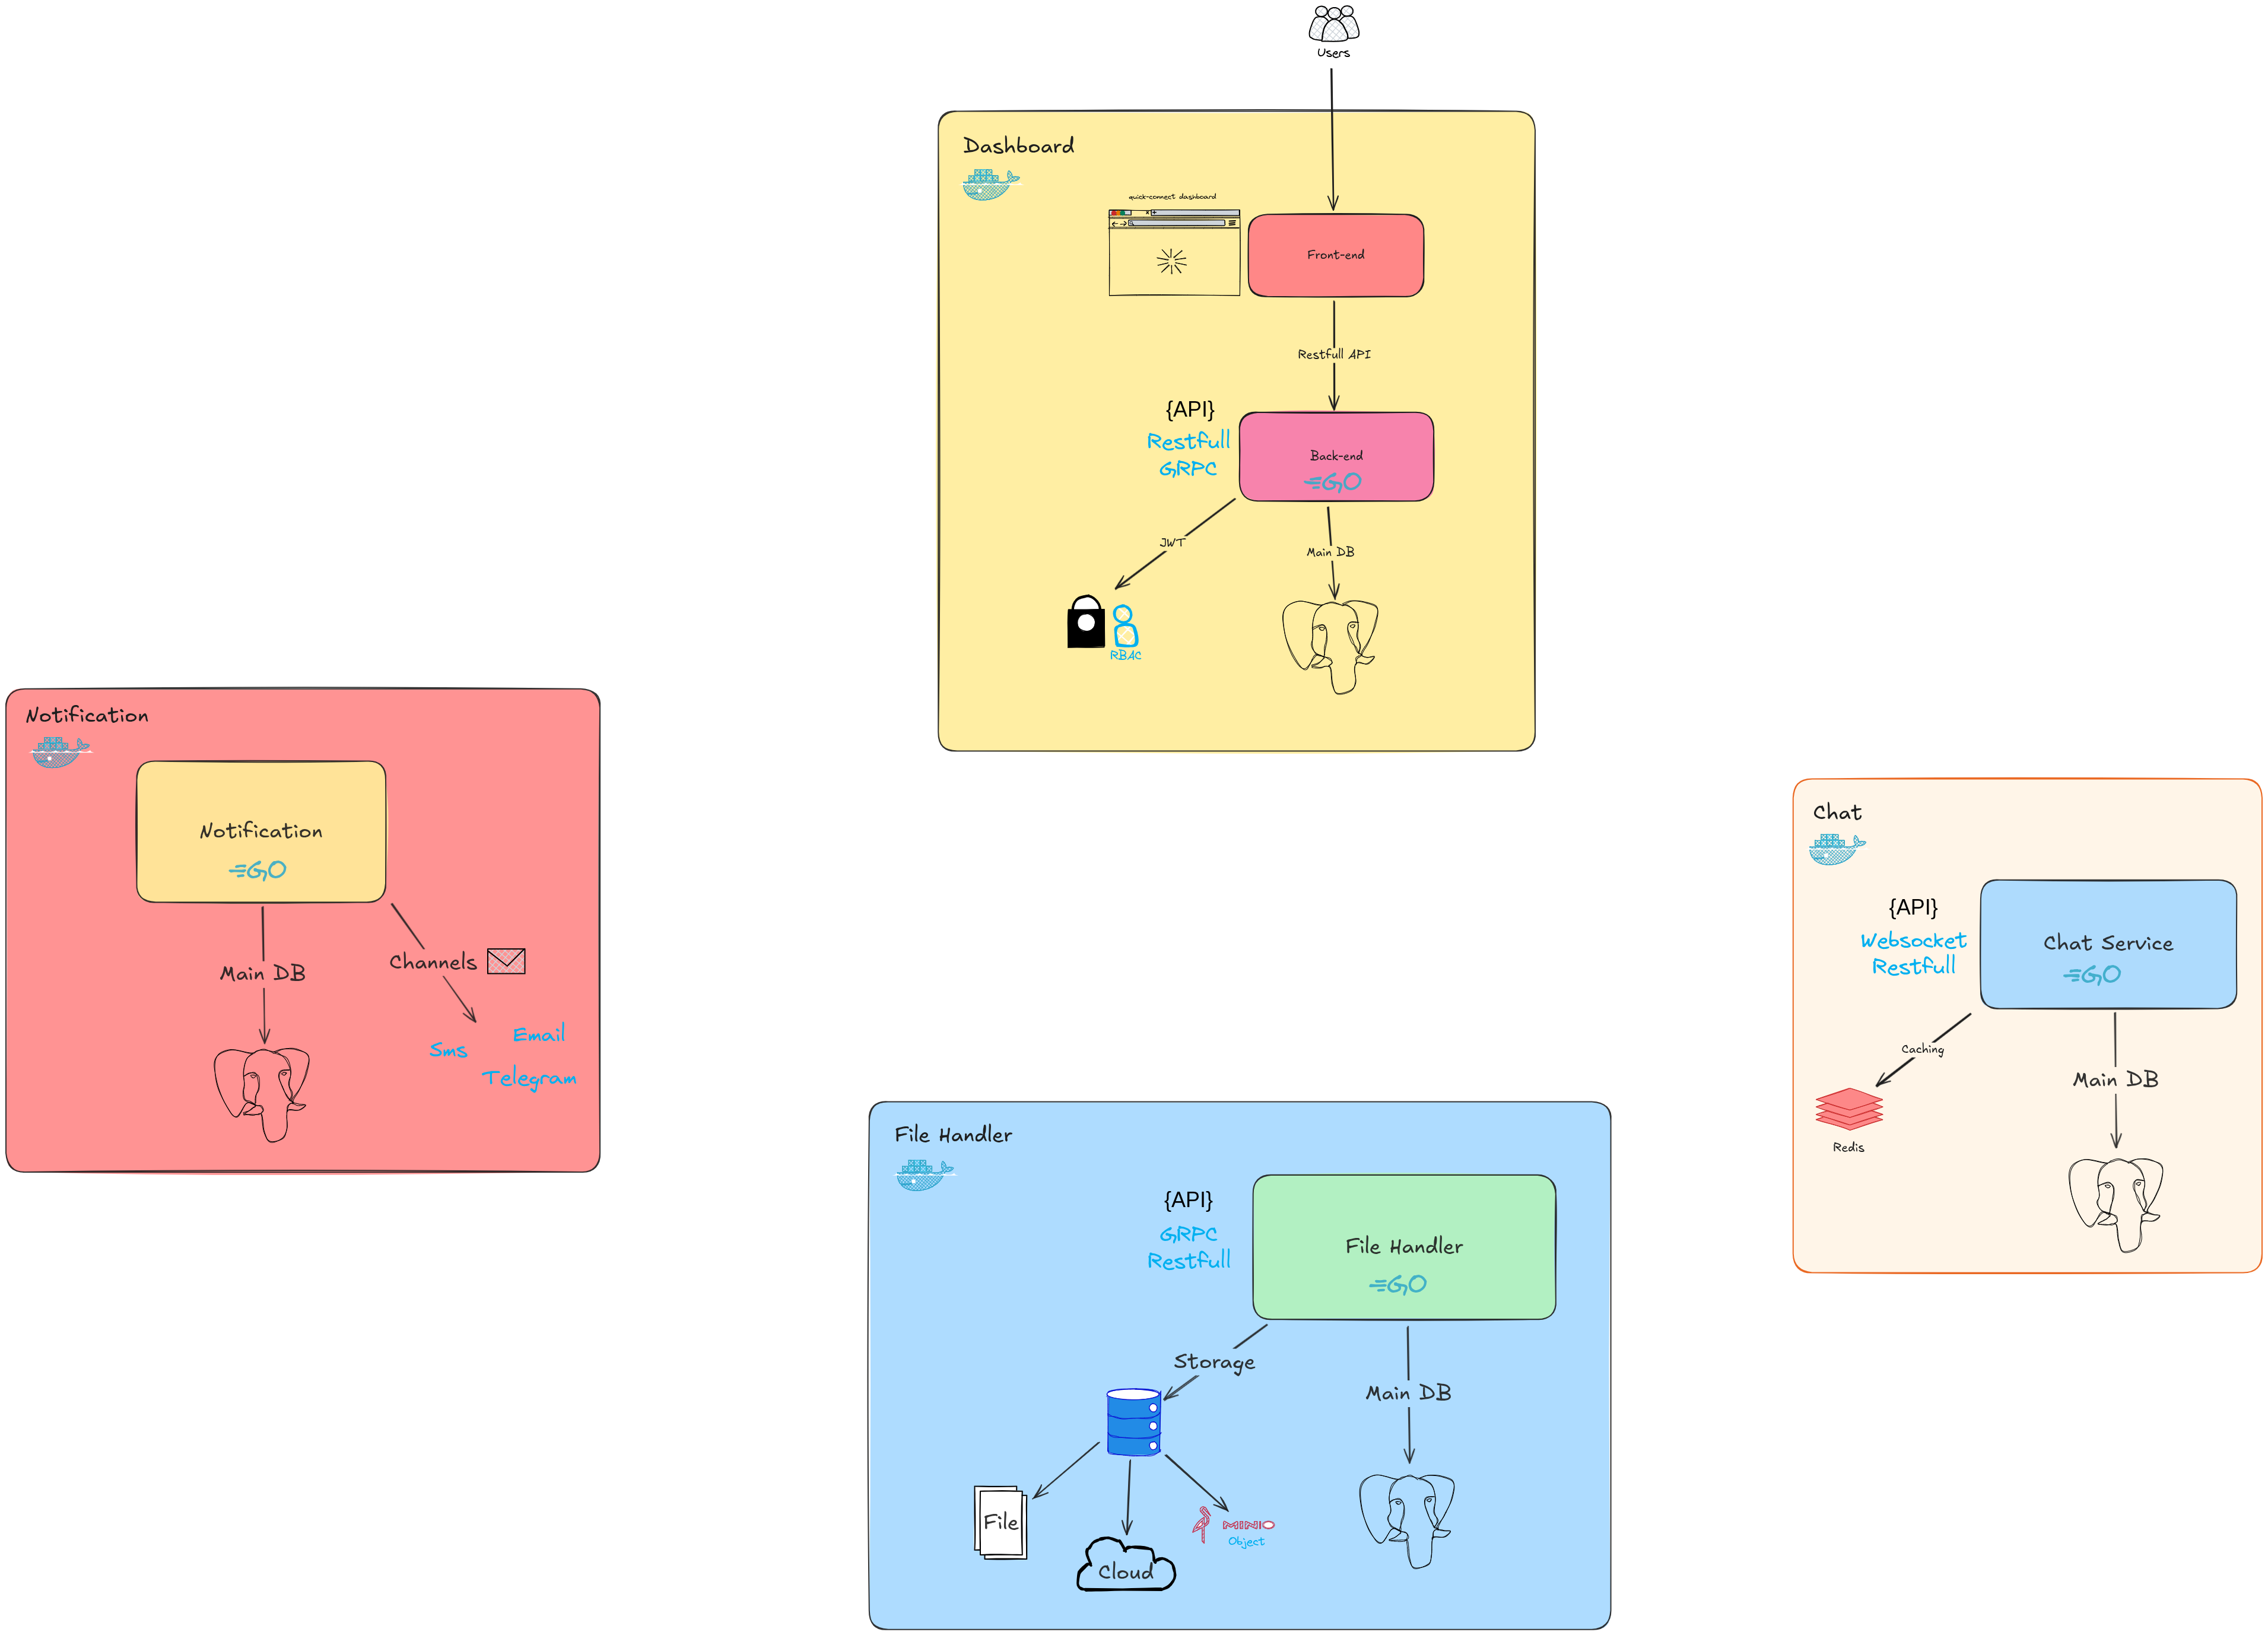 Users
Dashboard
quick-connect dashboard
Front-end
Restfull API
{API}
Restfull
GRPC
Back-end
GO
JWT
Main DB
RBAC
Notification
Notification
GO
Main DB
Channels
Sms
Email
Telegram
Chat
{API}
Websocket
Restfull
Chat Service
GO
Caching
Redis
Main DB
File Handler
{API}
GRPC
Restfull
File Handler
GO
Storage
Main DB
File
Cloud
MINIO
Object